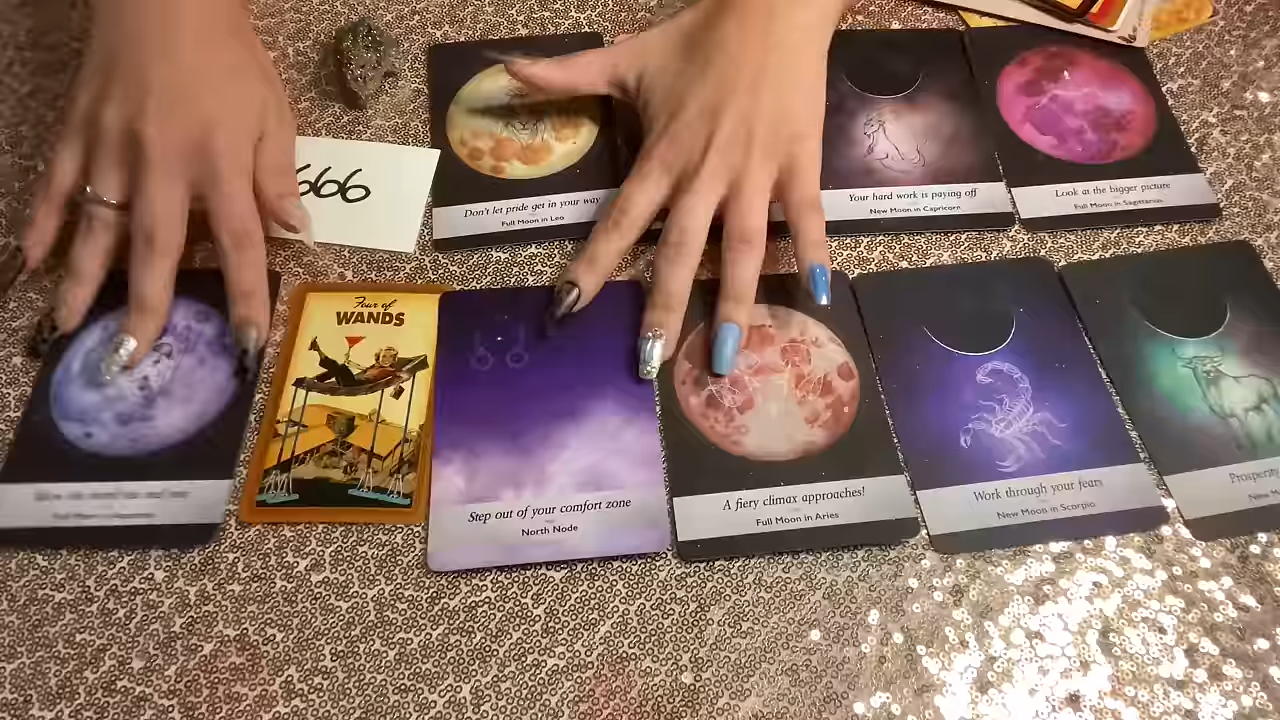 666
Don't let pride get in your way
Full Moon in Leo
Your hard work is paying off
New Moon in Capricorn
Look at the bigger picture
Full Moon in Sagittarius
Four of
WANDS
Step out of your comfort zone
North Node
A fiery climax approaches!
Full Moon in Aries
Work through your fears
New Moon in Scorpio
Prosperity
New M